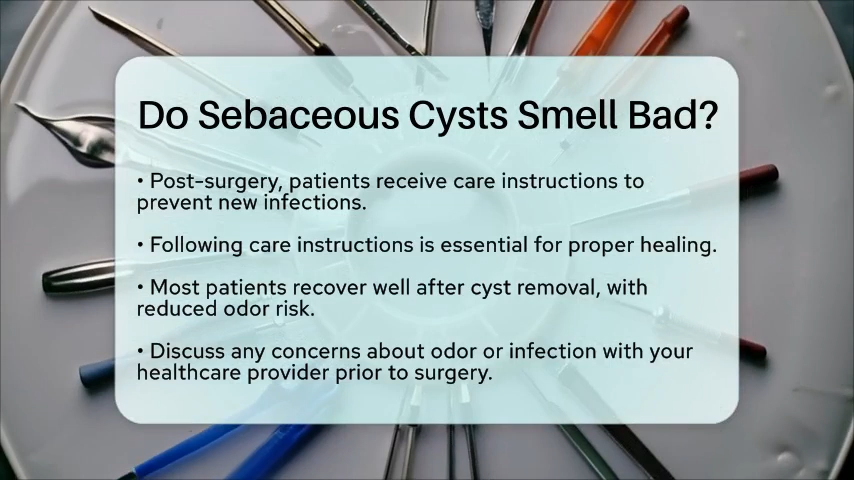 Do Sebaceous Cysts Smell Bad?
• Post-surgery, patients receive care instructions to
prevent new infections.
• Following care instructions is essential for proper healing.
• Most patients recover well after cyst removal, with
reduced odor risk.
• Discuss any concerns about odor or infection with your
healthcare provider prior to surgery.